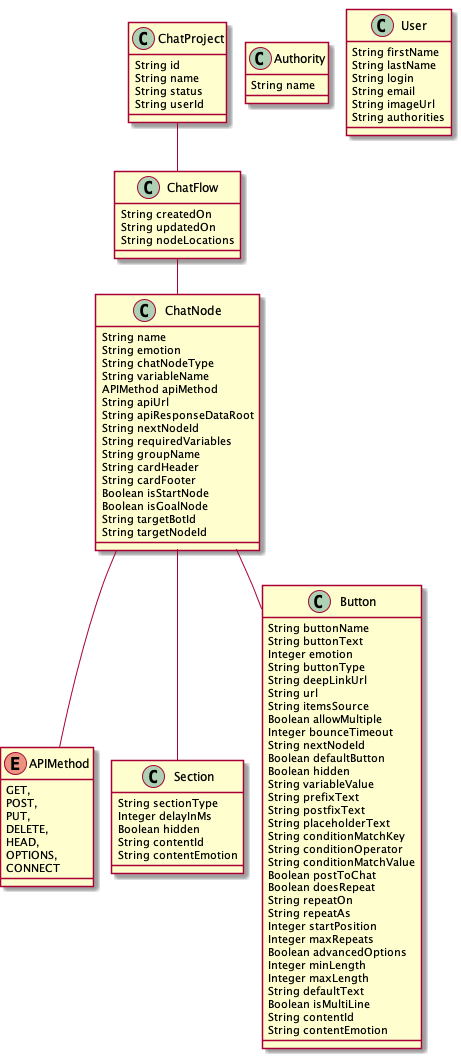 C ChatProject
String id
String name
String status
String userId
C Authority
String name
C User
String firstName
String lastName
String login
String email
String imageUrl
String authorities
C ChatFlow
String createdOn
String updatedOn
String nodeLocations
C ChatNode
String name
String emotion
String chatNodeType
String variableName
APIMethod apiMethod
String apiUrl
String apiResponseDataRoot
String nextNodeId
String requiredVariables
String groupName
String cardHeader
String cardFooter
Boolean isStartNode
Boolean isGoalNode
String targetBotId
String targetNodeId
E APIMethod
GET,
POST,
PUT,
DELETE,
HEAD,
OPTIONS,
CONNECT
C Section
String sectionType
Integer delayInMs
Boolean hidden
String contentId
String contentEmotion
C Button
String buttonName
String buttonText
Integer emotion
String buttonType
String deepLinkUrl
String url
String itemsSource
Boolean allowMultiple
Integer bounceTimeout
String nextNodeId
Boolean defaultButton
Boolean hidden
String variableValue
String prefixText
String postfixText
String placeholderText
String conditionMatchKey
String conditionOperator
String conditionMatchValue
Boolean postToChat
Boolean doesRepeat
String repeatOn
String repeatAs
Integer startPosition
Integer maxRepeats
Boolean advancedOptions
Integer minLength
Integer maxLength
String defaultText
Boolean isMultiLine
String contentId
String contentEmotion